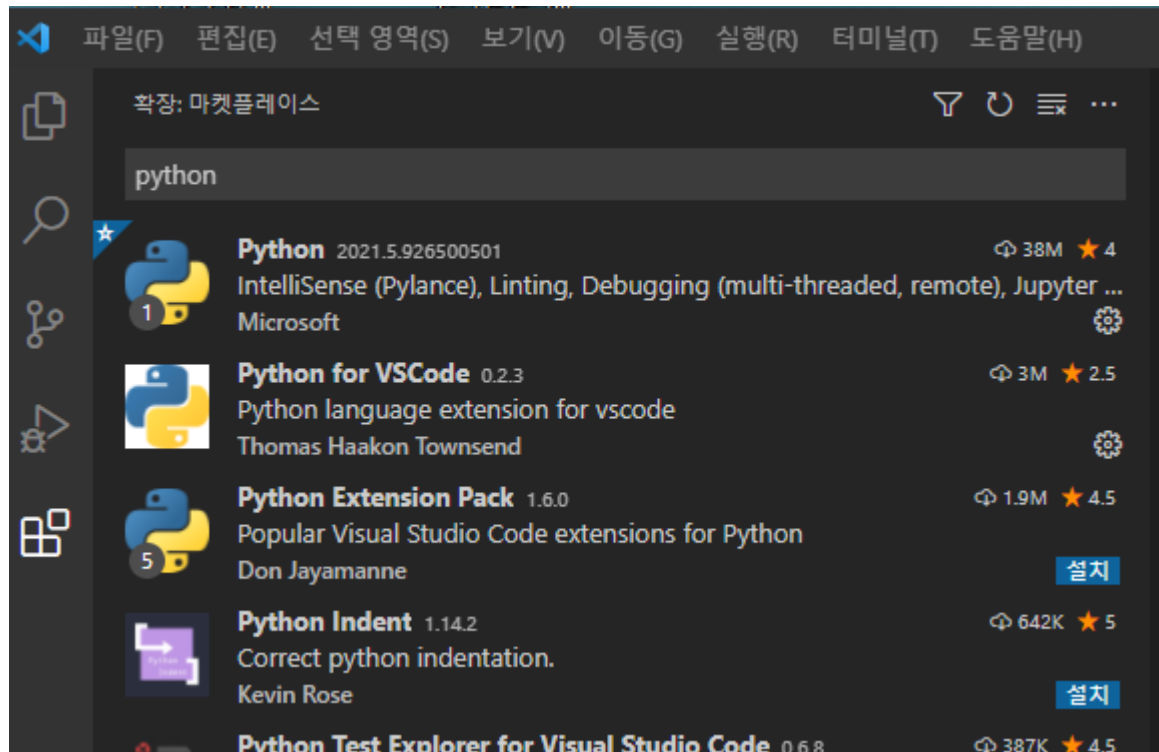 파일(F) 편집(E) 선택 영역(S) 보기(V) 이동(G) 실행(R) 터미널(T) 도움말(H)
확장: 마켓플레이스
python
Python 2021.5.926500501 38M 4
IntelliSense (Pylance), Linting, Debugging (multi-threaded, remote), Jupyter ...
1
Microsoft
Python for VSCode 0.2.3 3M 2.5
Python language extension for vscode
Thomas Haakon Townsend
Python Extension Pack 1.6.0 1.9M 4.5
Popular Visual Studio Code extensions for Python
5
Don Jayamanne 설치
Python Indent 1.14.2 642K 5
Correct python indentation.
Kevin Rose 설치
Python Test Explorer for Visual Studio Code 0.6.8 387K 4.5